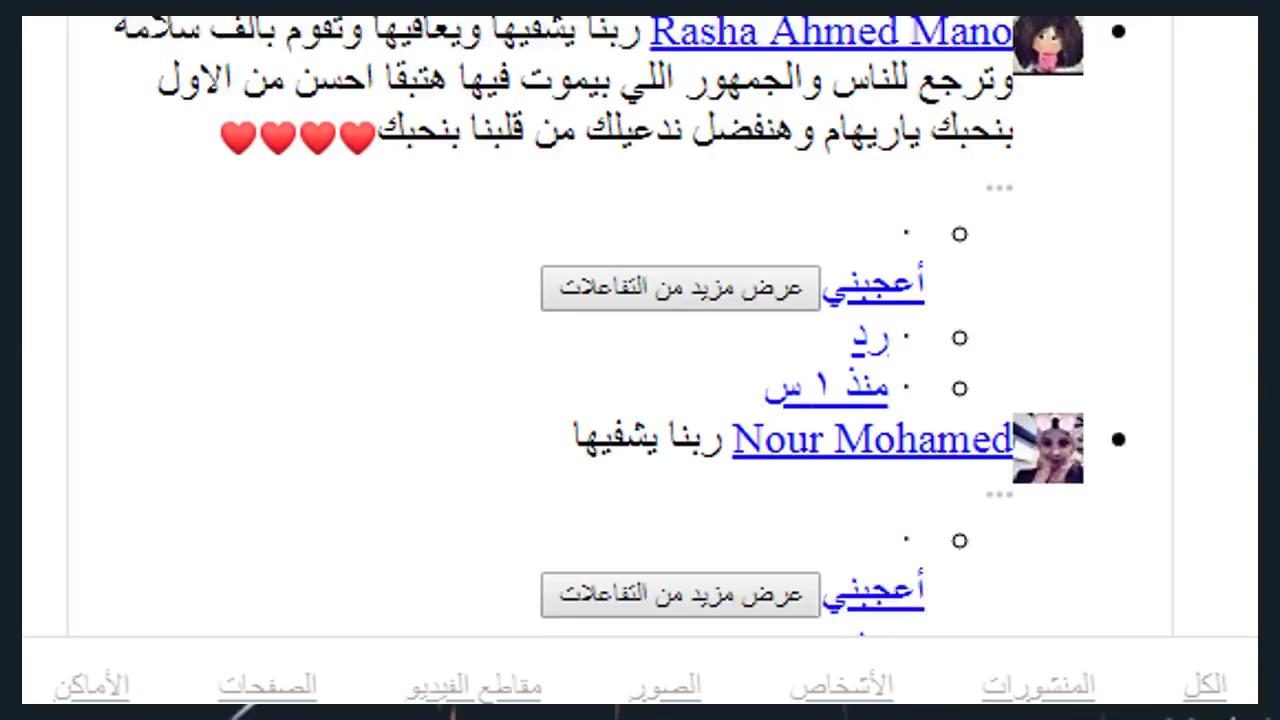 Rasha Ahmed Mano ربنا يشفيها ويعافيها وتقوم بالف سلامه
وترجع للناس والجمهور اللي بيموت فيها هتبقا احسن من الاول
بنحبك ياريهام وهنفضل ندعيلك من قلبنا بنحبك❤❤❤❤
...
·
أعجبني عرض مزيد من التفاعلات
· رد
· منذ ١ س
Nour Mohamed ربنا يشفيها
...
·
أعجبني عرض مزيد من التفاعلات
الكل المنشورات الأشخاص الصور مقاطع الفيديو الصفحات الأماكن